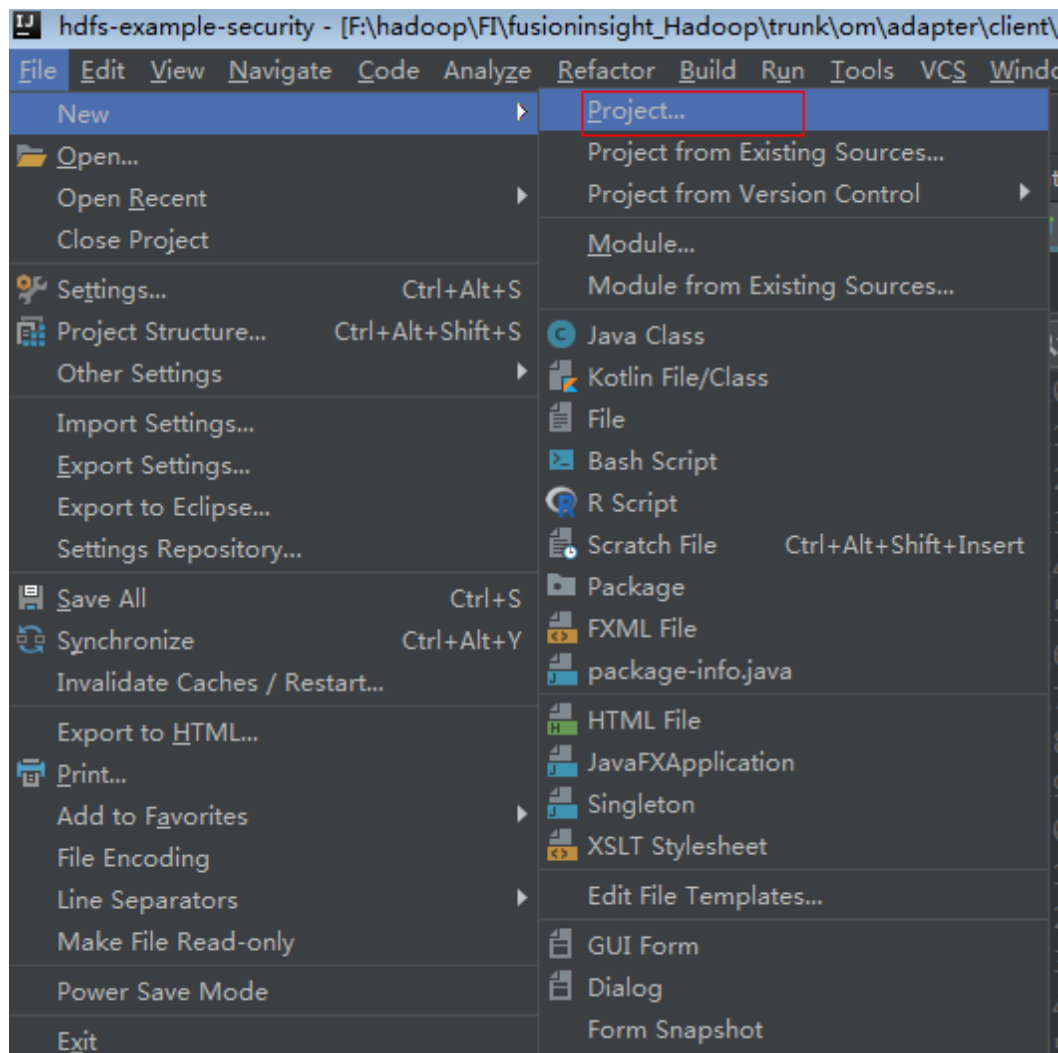 hdfs-example-security - [F:\hadoop\FI\fusioninsight_Hadoop\trunk\om\adapter\client\
File Edit View Navigate Code Analyze Refactor Build Run Tools VCS Windo
New
Open...
Open Recent
Close Project
Settings... Ctrl+Alt+S
Project Structure... Ctrl+Alt+Shift+S
Other Settings
Import Settings...
Export Settings...
Export to Eclipse...
Settings Repository...
Save All Ctrl+S
Synchronize Ctrl+Alt+Y
Invalidate Caches / Restart...
Export to HTML...
Print...
Add to Favorites
File Encoding
Line Separators
Make File Read-only
Power Save Mode
Exit
Project...
Project from Existing Sources...
Project from Version Control
Module...
Module from Existing Sources...
Java Class
Kotlin File/Class
File
Bash Script
R Script
Scratch File Ctrl+Alt+Shift+Insert
Package
FXML File
package-info.java
HTML File
JavaFXApplication
Singleton
XSLT Stylesheet
Edit File Templates...
GUI Form
Dialog
Form Snapshot